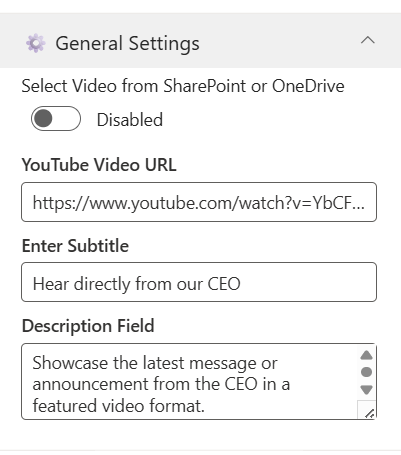 General Settings
Select Video from SharePoint or OneDrive
Disabled
YouTube Video URL
https://www.youtube.com/watch?v=YbCF...
Enter Subtitle
Hear directly from our CEO
Description Field
Showcase the latest message or
announcement from the CEO in a
featured video format.